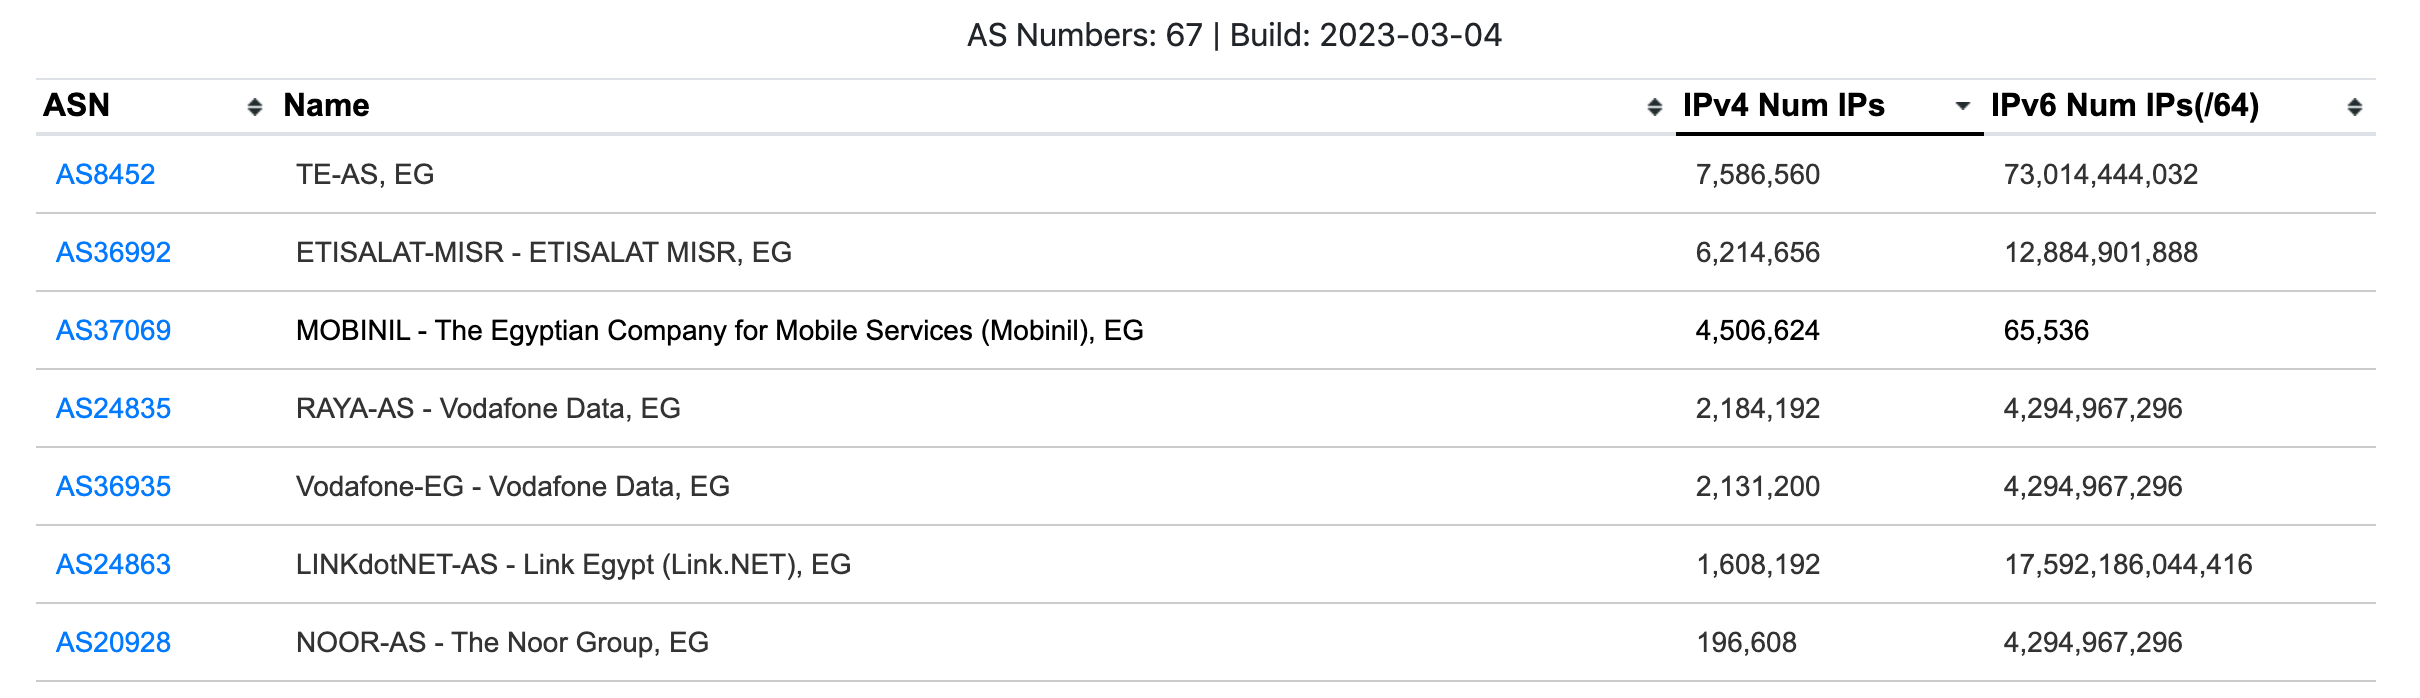 AS Numbers: 67 | Build: 2023-03-04
ASN Name IPv4 Num IPs IPv6 Num IPs(/64)
AS8452 TE-AS, EG 7,586,560 73,014,444,032
AS36992 ETISALAT-MISR - ETISALAT MISR, EG 6,214,656 12,884,901,888
AS37069 MOBINIL - The Egyptian Company for Mobile Services (Mobinil), EG 4,506,624 65,536
AS24835 RAYA-AS - Vodafone Data, EG 2,184,192 4,294,967,296
AS36935 Vodafone-EG - Vodafone Data, EG 2,131,200 4,294,967,296
AS24863 LINKdotNET-AS - Link Egypt (Link.NET), EG 1,608,192 17,592,186,044,416
AS20928 NOOR-AS - The Noor Group, EG 196,608 4,294,967,296